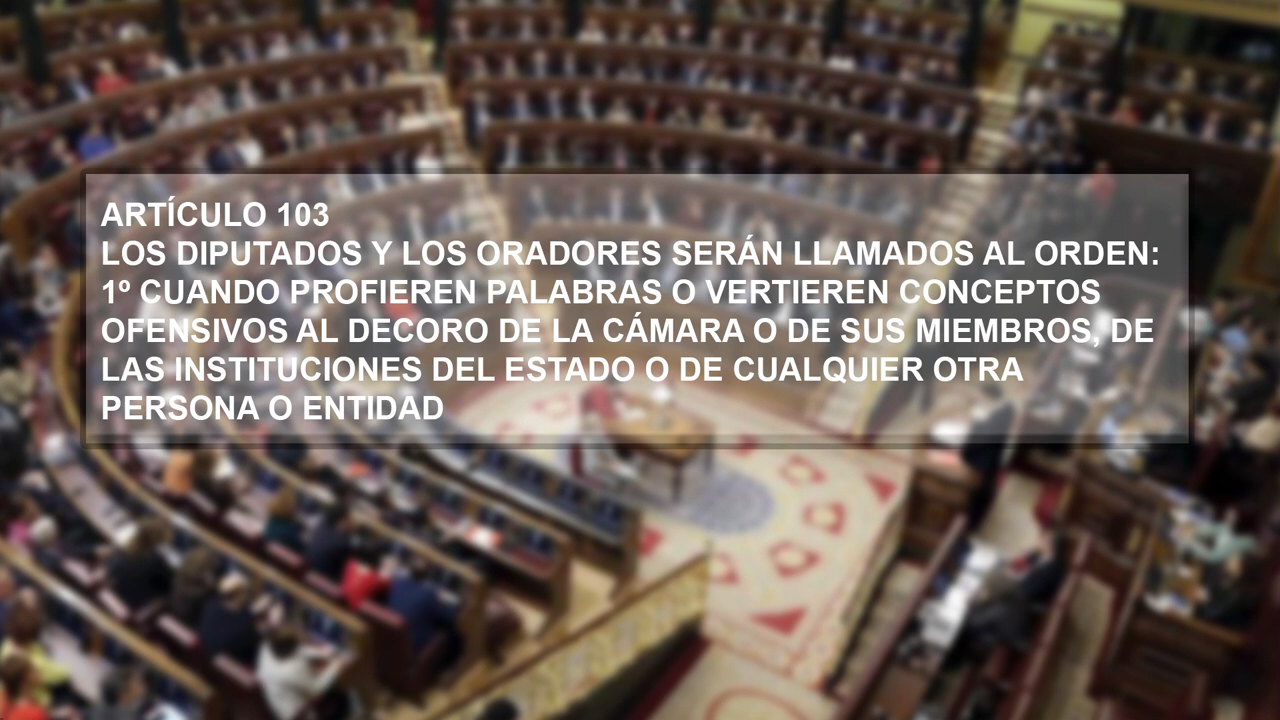 ARTÍCULO 103
LOS DIPUTADOS Y LOS ORADORES SERÁN LLAMADOS AL ORDEN:
1º CUANDO PROFIEREN PALABRAS O VERTIEREN CONCEPTOS
OFENSIVOS AL DECORO DE LA CÁMARA O DE SUS MIEMBROS, DE
LAS INSTITUCIONES DEL ESTADO O DE CUALQUIER OTRA
PERSONA O ENTIDAD